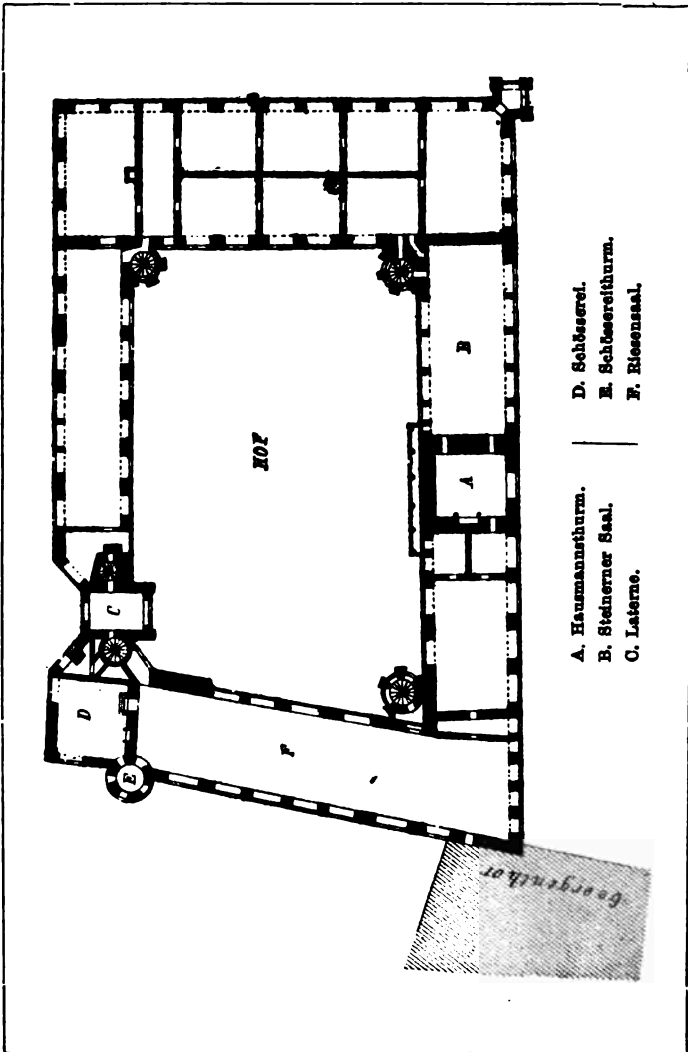 HOF
A
B
C
D
E
F
Georgenthor
A. Hausmannsthurm.
B. Steinerner Saal.
C. Laterne.
D. Schösserei.
E. Schössereithurm.
F. Riesensaal.